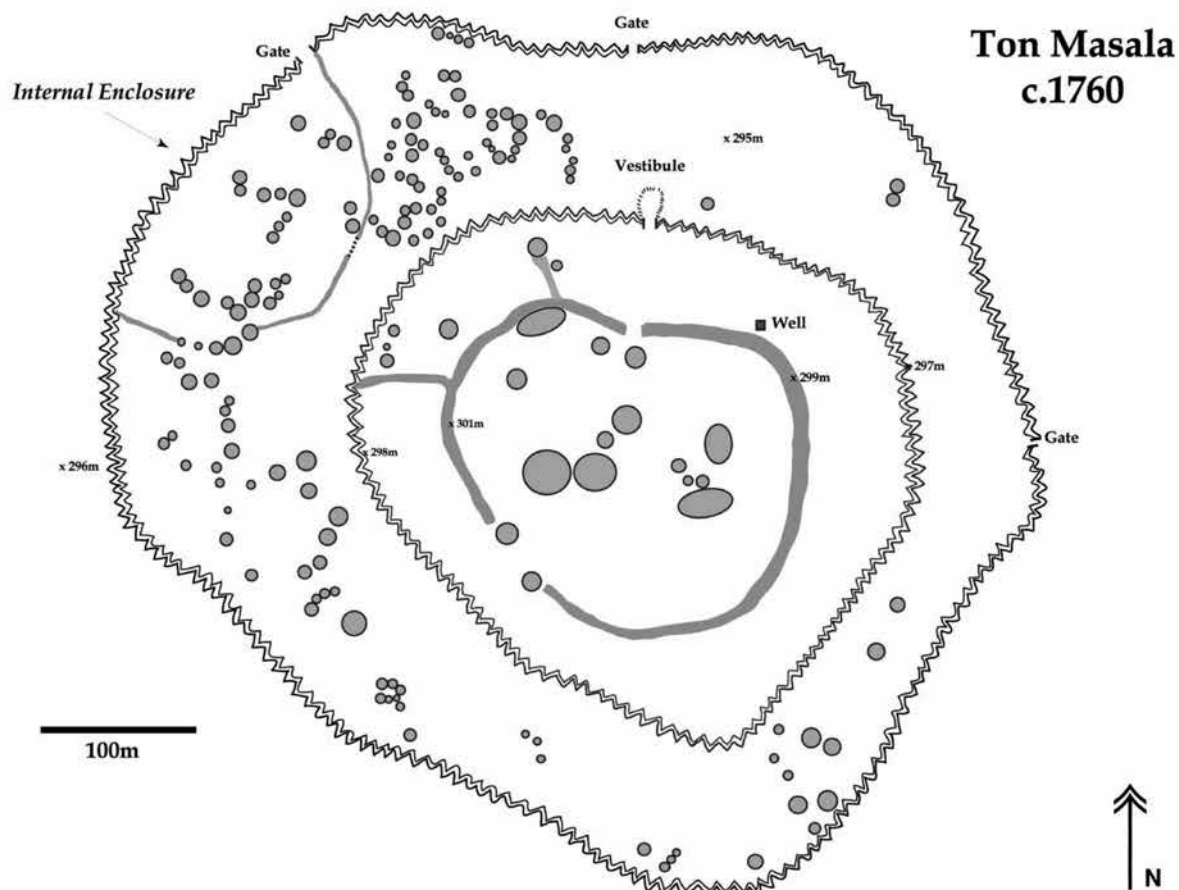 Gate
Ton Masala
c.1760
Gate
Internal Enclosure
x 295m
Vestibule
Well
x 297m
x 299m
x 301m
Gate
x 298m
x 296m
100m
N